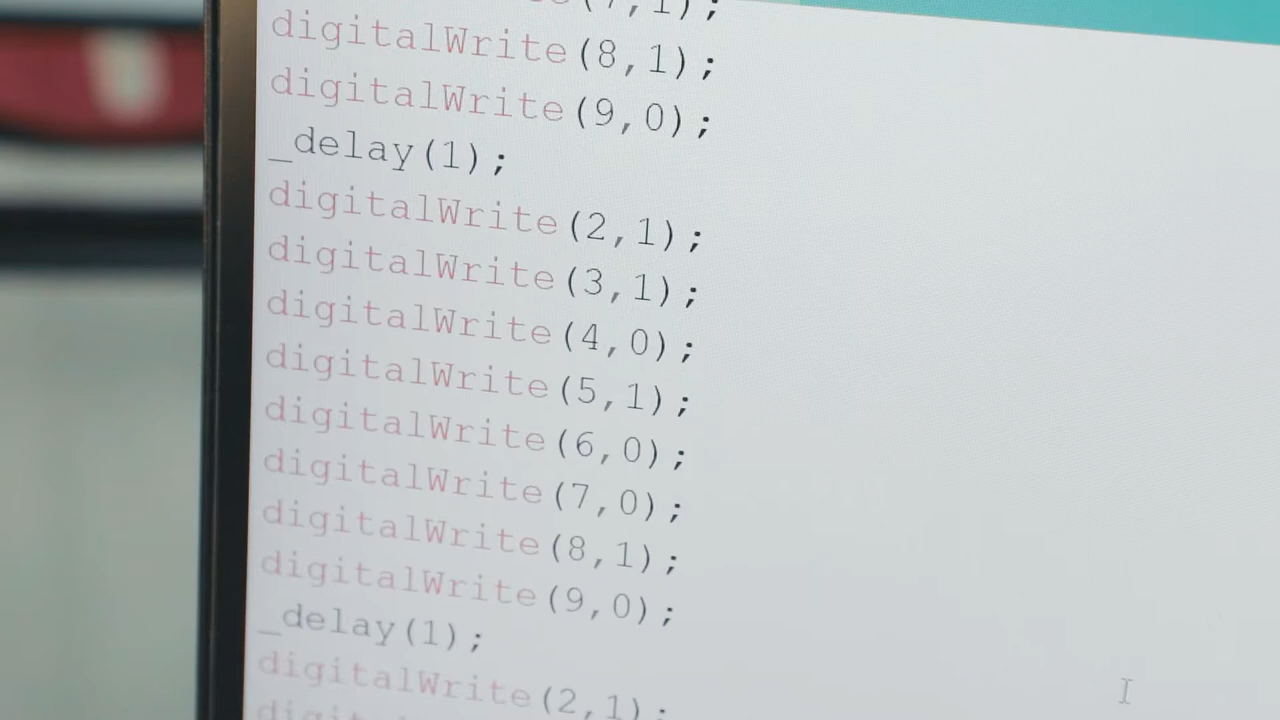 digitalWrite(8,1);
digitalWrite(9,0);
_delay(1);
digitalWrite(2,1);
digitalWrite(3,1);
digitalWrite(4,0);
digitalWrite(5,1);
digitalWrite(6,0);
digitalWrite(7,0);
digitalWrite(8,1);
digitalWrite(9,0);
_delay(1);
digitalWrite(2,1);